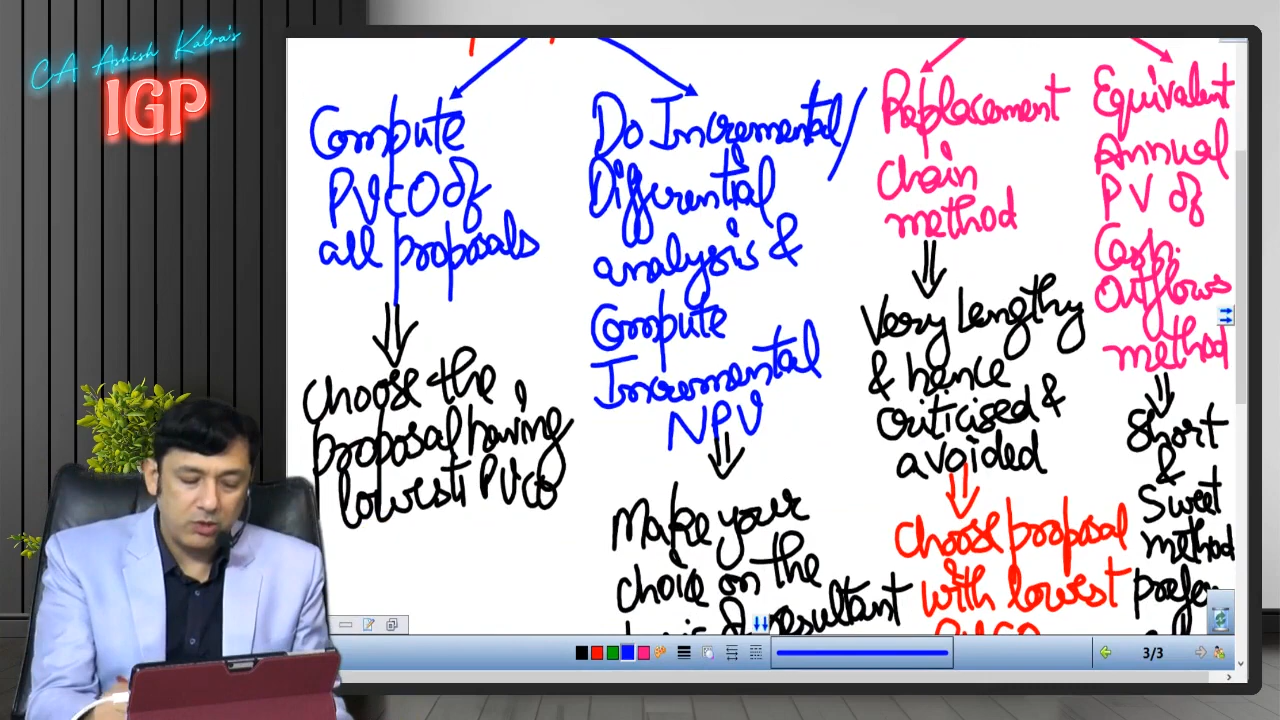 CA Ashish Kalra's
IGP
Compute
PVCO of
all proposals
Choose the
proposal having
lowest PVCO
Do Incremental/
Differential
analysis &
Compute
Incremental
NPV
Make your
choice on the
resultant
Replacement
Chain
method
Very lengthy
& hence
criticised &
avoided
Choose proposal
with lowest
PVCO
Equivalent
Annual
PV of
Cash
Outflows
method
Short
&
Sweet
method
3/3